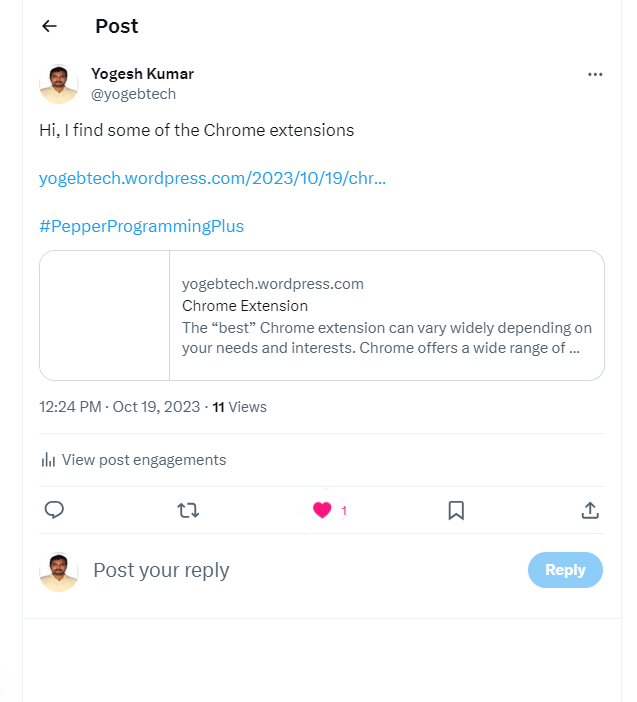 Post
Yogesh Kumar
@yogebtech
Hi, I find some of the Chrome extensions
yogebtech.wordpress.com/2023/10/19/chr...
#PepperProgrammingPlus
yogebtech.wordpress.com
Chrome Extension
The “best” Chrome extension can vary widely depending on
your needs and interests. Chrome offers a wide range of ...
12:24 PM · Oct 19, 2023 · 11 Views
View post engagements
1
Post your reply
Reply